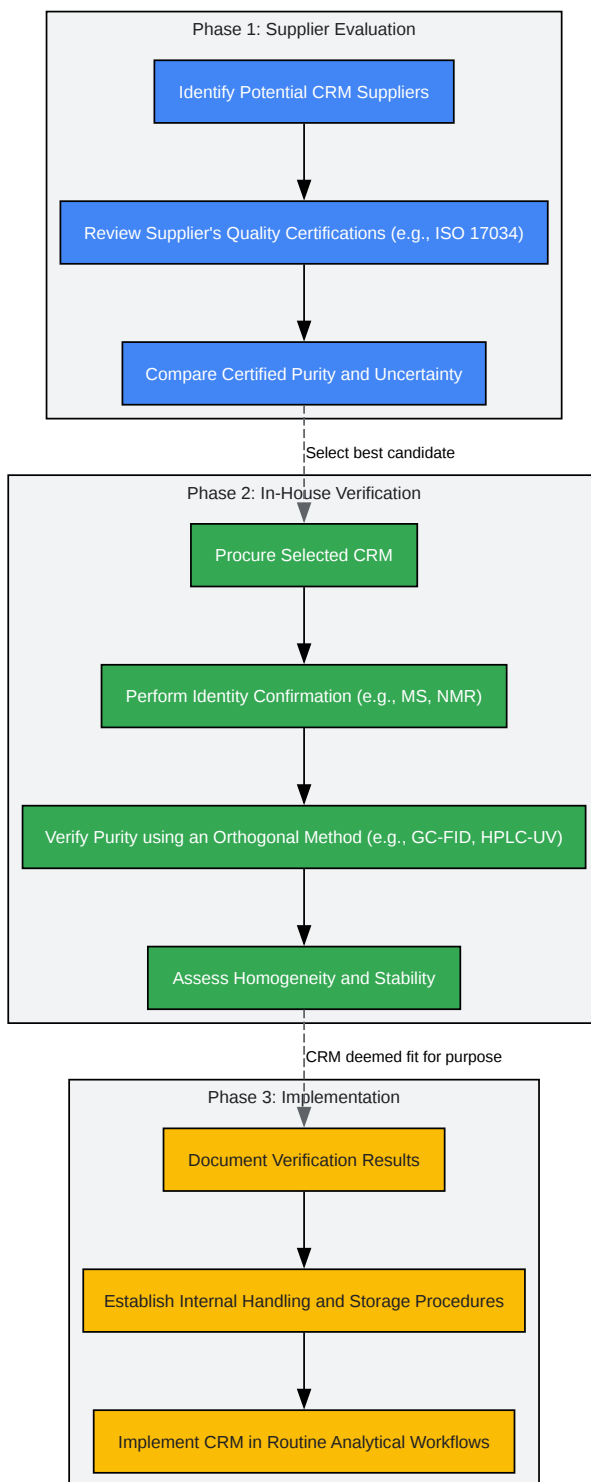 Phase 1: Supplier Evaluation
Identify Potential CRM Suppliers
Review Supplier's Quality Certifications (e.g., ISO 17034)
Compare Certified Purity and Uncertainty
Select best candidate
Phase 2: In-House Verification
Procure Selected CRM
Perform Identity Confirmation (e.g., MS, NMR)
Verify Purity using an Orthogonal Method (e.g., GC-FID, HPLC-UV)
Assess Homogeneity and Stability
CRM deemed fit for purpose
Phase 3: Implementation
Document Verification Results
Establish Internal Handling and Storage Procedures
Implement CRM in Routine Analytical Workflows